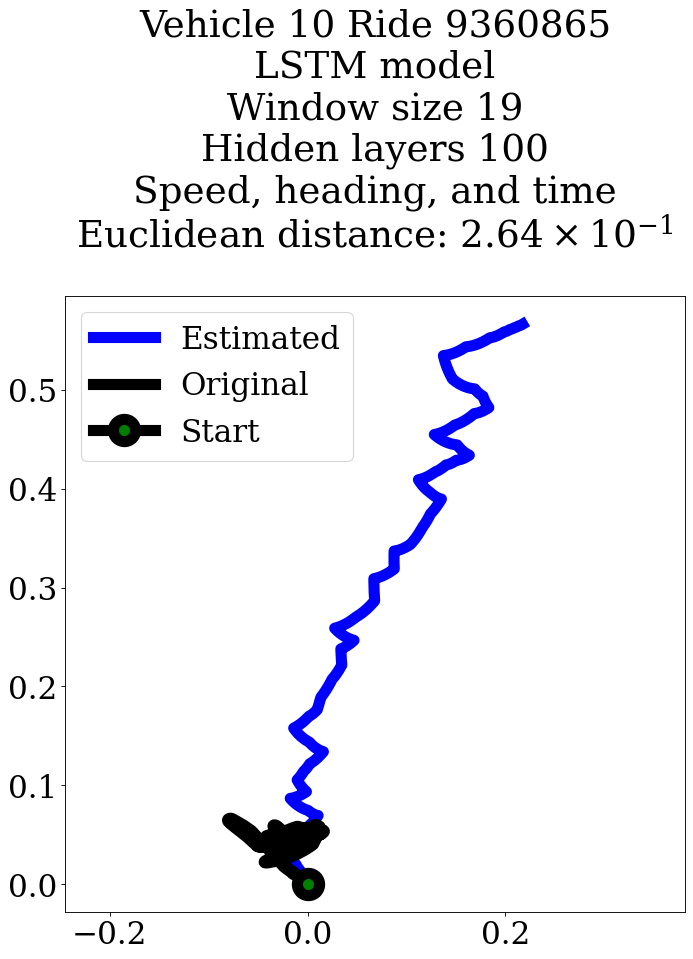 Vehicle 10 Ride 9360865
LSTM model
Window size 19
Hidden layers 100
Speed, heading, and time
Euclidean distance: 2.64 × 10⁻¹
Estimated
Original
Start
0.5
0.4
0.3
0.2
0.1
0.0
−0.2 0.0 0.2